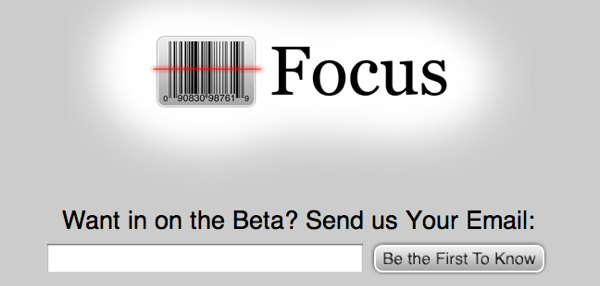 0 90830 98761 9
Focus
Want in on the Beta? Send us Your Email:
Be the First To Know